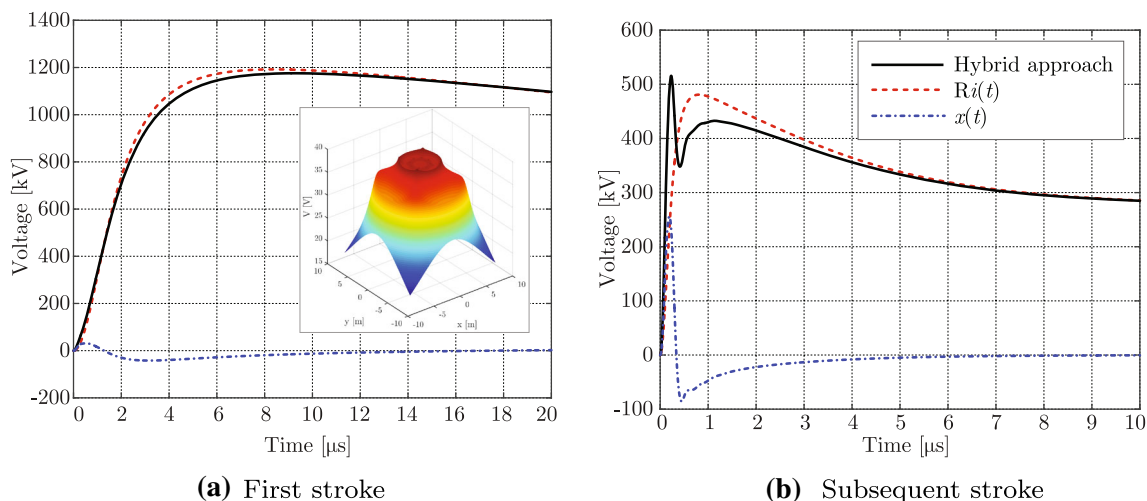 1400
1200
1000
800
600
400
200
0
-200
Voltage [kV]
0 2 4 6 8 10 12 14 16 18 20
Time [µs]
40
35
30
25
20
15
V [V]
10
5
0
-5
-10
y [m]
-10
-5
0
5
10
x [m]
(a) First stroke
600
500
400
300
200
100
0
-100
Voltage [kV]
Hybrid approach
Ri(t)
x(t)
0 1 2 3 4 5 6 7 8 9 10
Time [µs]
(b) Subsequent stroke